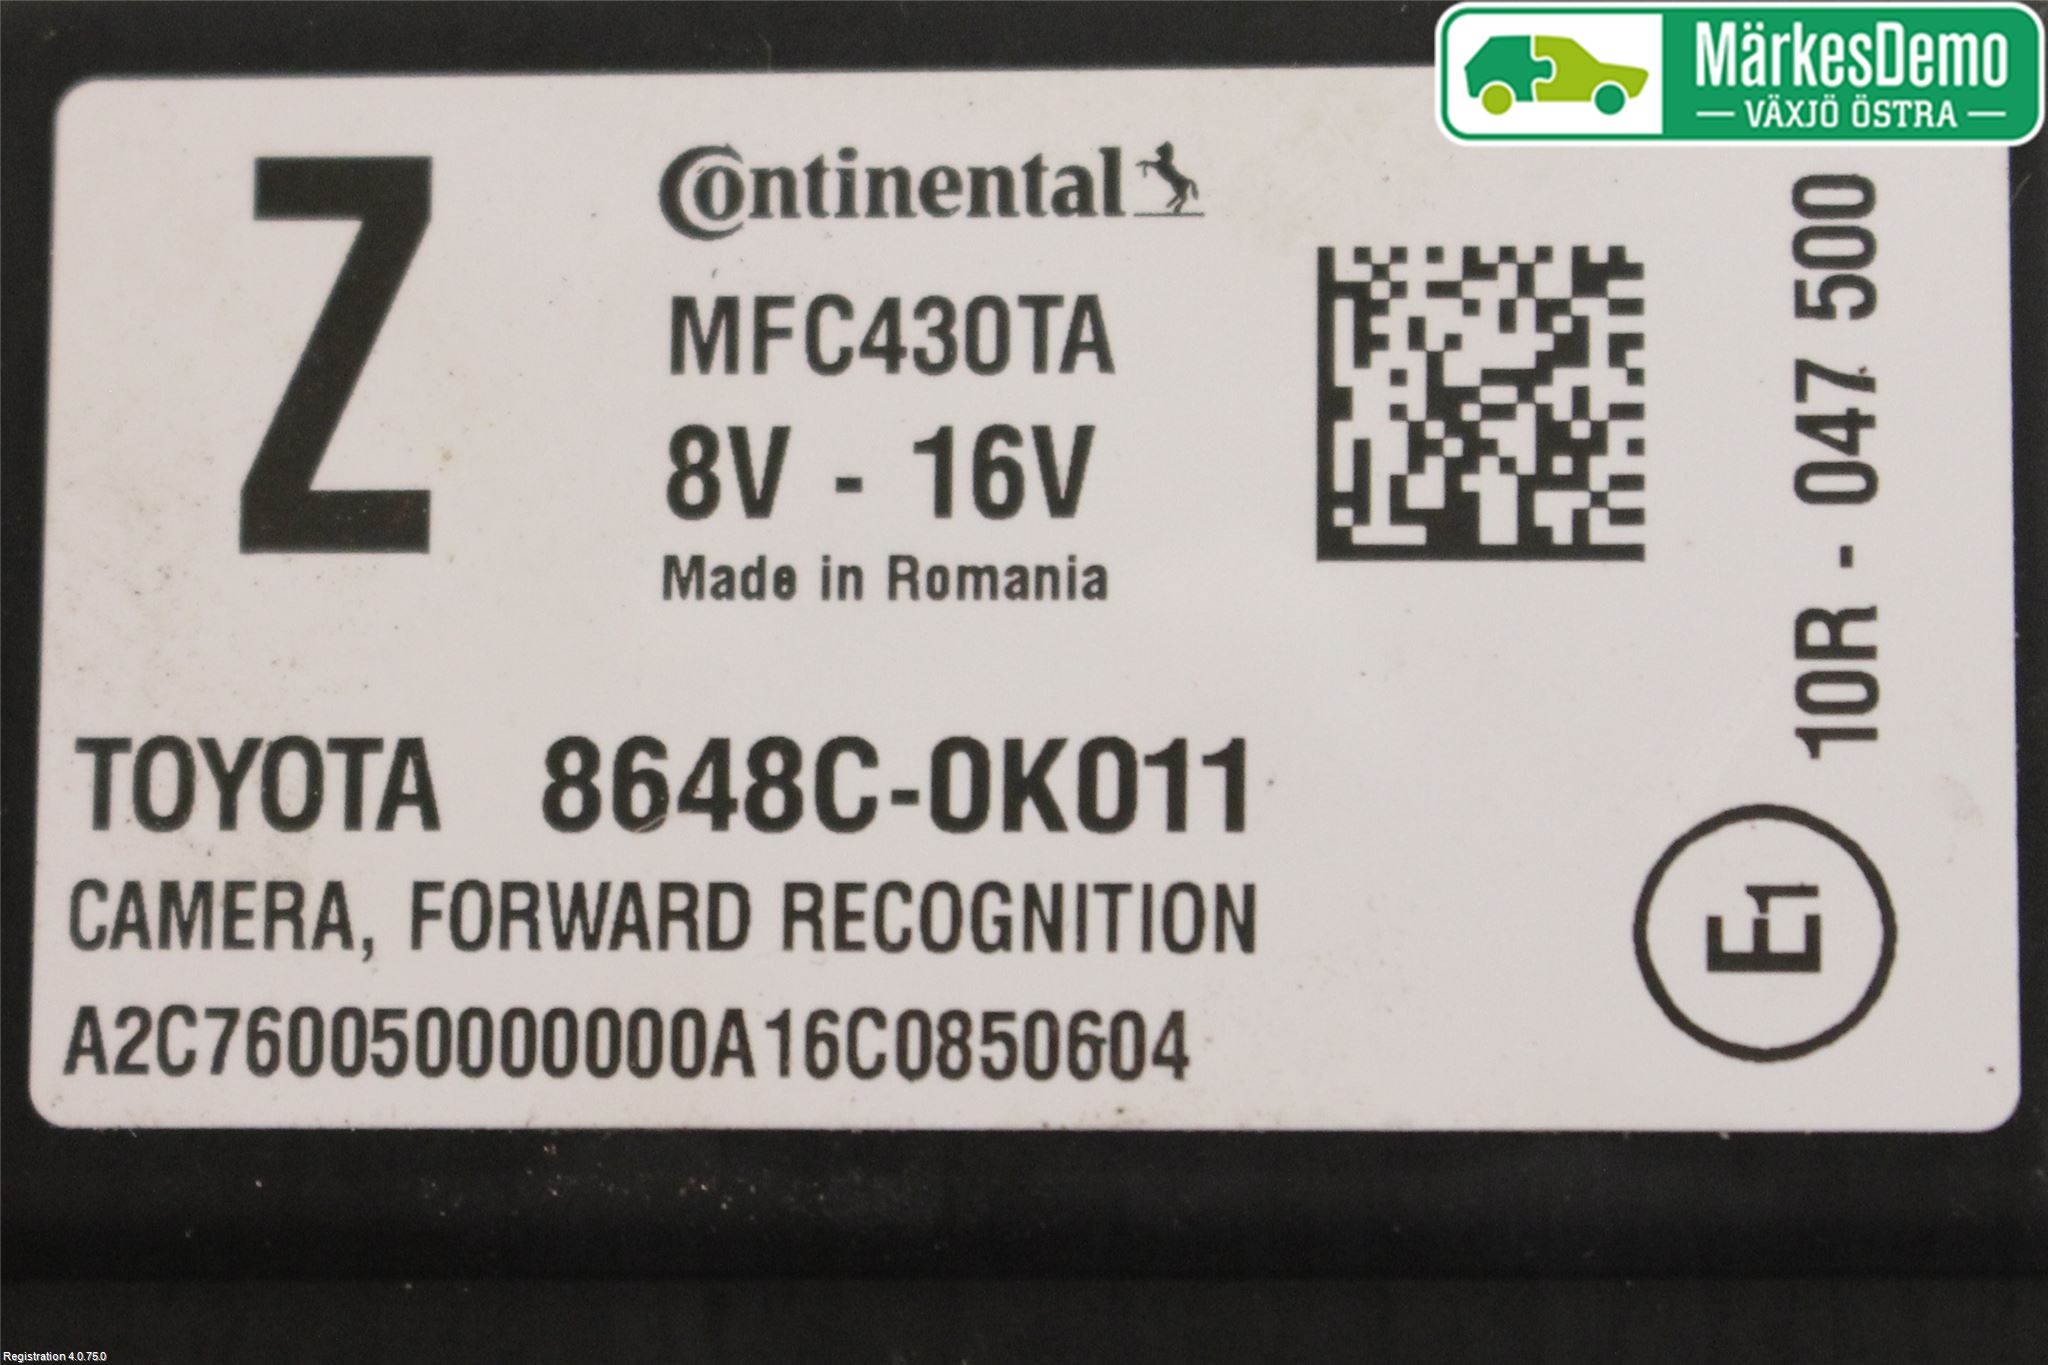 MärkesDemo
VÄXJÖ ÖSTRA
Z
Continental
MFC430TA
8V - 16V
Made in Romania
10R - 047 500
TOYOTA 8648C-0K011
CAMERA, FORWARD RECOGNITION
A2C7600500000000A16C0850604
E1
Registration 4.0.75.0